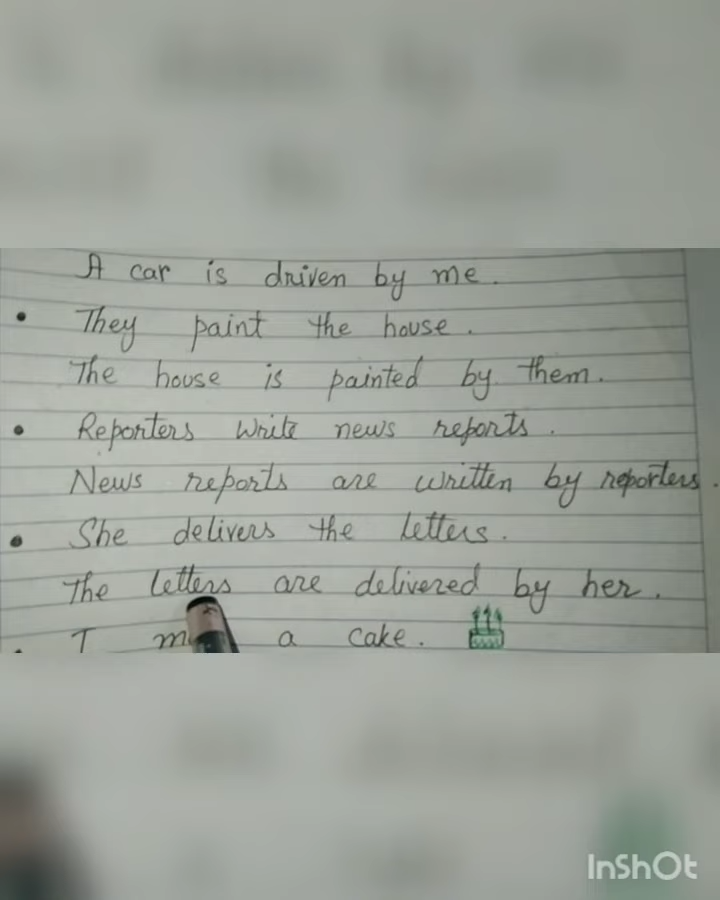 A car is driven by me.
• They paint the house.
The house is painted by them.
• Reporters write news reports.
News reports are written by reporters.
• She delivers the letters.
The letters are delivered by her.
• I a cake.
InShOt